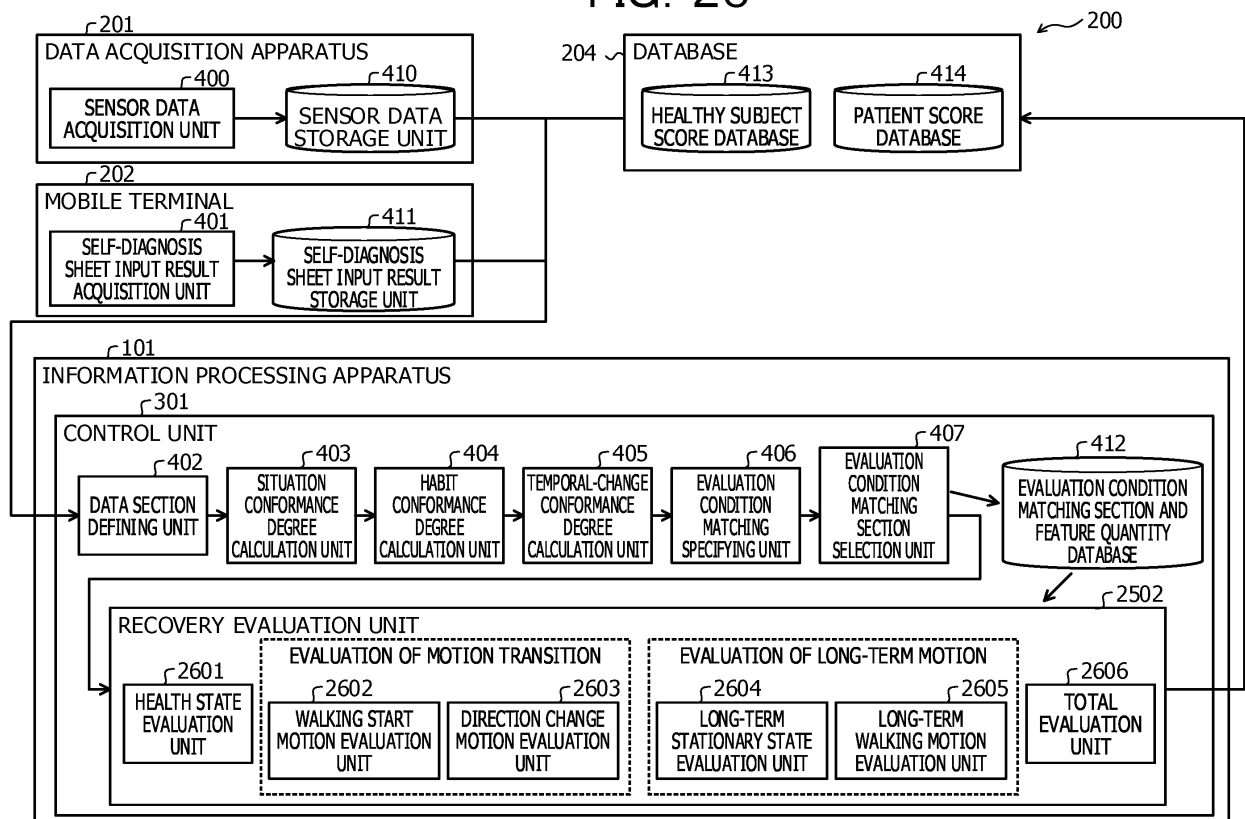 FIG. 26
200
201
DATA ACQUISITION APPARATUS
400
SENSOR DATA
ACQUISITION UNIT
410
SENSOR DATA
STORAGE UNIT
204
DATABASE
413
HEALTHY SUBJECT
SCORE DATABASE
414
PATIENT SCORE
DATABASE
202
MOBILE TERMINAL
401
SELF-DIAGNOSIS
SHEET INPUT RESULT
ACQUISITION UNIT
411
SELF-DIAGNOSIS
SHEET INPUT RESULT
STORAGE UNIT
101
INFORMATION PROCESSING APPARATUS
301
CONTROL UNIT
402
DATA SECTION
DEFINING UNIT
403
SITUATION
CONFORMANCE
DEGREE
CALCULATION UNIT
404
HABIT
CONFORMANCE
DEGREE
CALCULATION UNIT
405
TEMPORAL-CHANGE
CONFORMANCE
DEGREE
CALCULATION UNIT
406
EVALUATION
CONDITION
MATCHING
SPECIFYING UNIT
407
EVALUATION
CONDITION
MATCHING
SECTION
SELECTION UNIT
412
EVALUATION CONDITION
MATCHING SECTION AND
FEATURE QUANTITY
DATABASE
2502
RECOVERY EVALUATION UNIT
2601
HEALTH STATE
EVALUATION
UNIT
EVALUATION OF MOTION TRANSITION
2602
WALKING START
MOTION EVALUATION
UNIT
2603
DIRECTION CHANGE
MOTION EVALUATION
UNIT
EVALUATION OF LONG-TERM MOTION
2604
LONG-TERM
STATIONARY STATE
EVALUATION UNIT
2605
LONG-TERM
WALKING MOTION
EVALUATION UNIT
2606
TOTAL
EVALUATION
UNIT